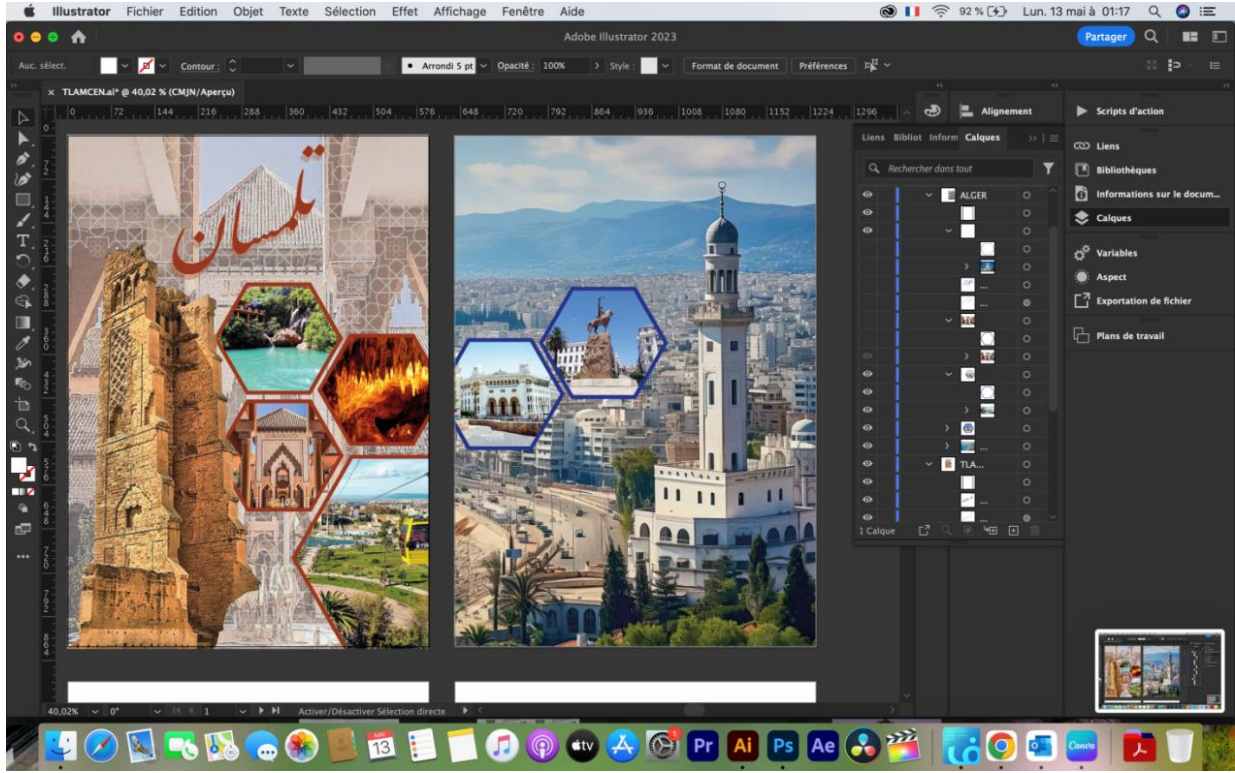 Illustrator Fichier Edition Objet Texte Sélection Effet Affichage Fenêtre Aide
92 % Lun. 13 mai à 01:17
Adobe Illustrator 2023
Partager
Auc. sélect.
Contour :
Arrondi 5 pt
Opacité : 100%
Style :
Format de document
Préférences
× TLAMCEN.ai* @ 40,02 % (CMJN/Aperçu)
0 72 144 216 288 360 432 504 576 648 720 792 864 936 1008 1080 1152 1224 1296
تلمسان
Alignement
Liens Bibliot Inform Calques
Rechercher dans tout
ALGER
...
...
...
TLA...
...
1 Calque
Scripts d'action
Liens
Bibliothèques
Informations sur le docum...
Calques
Variables
Aspect
Exportation de fichier
Plans de travail
40,02% 0° 1 Activer/Désactiver Sélection directe
MAI
13
tv
1
Pr Ai Ps Ae
Canva